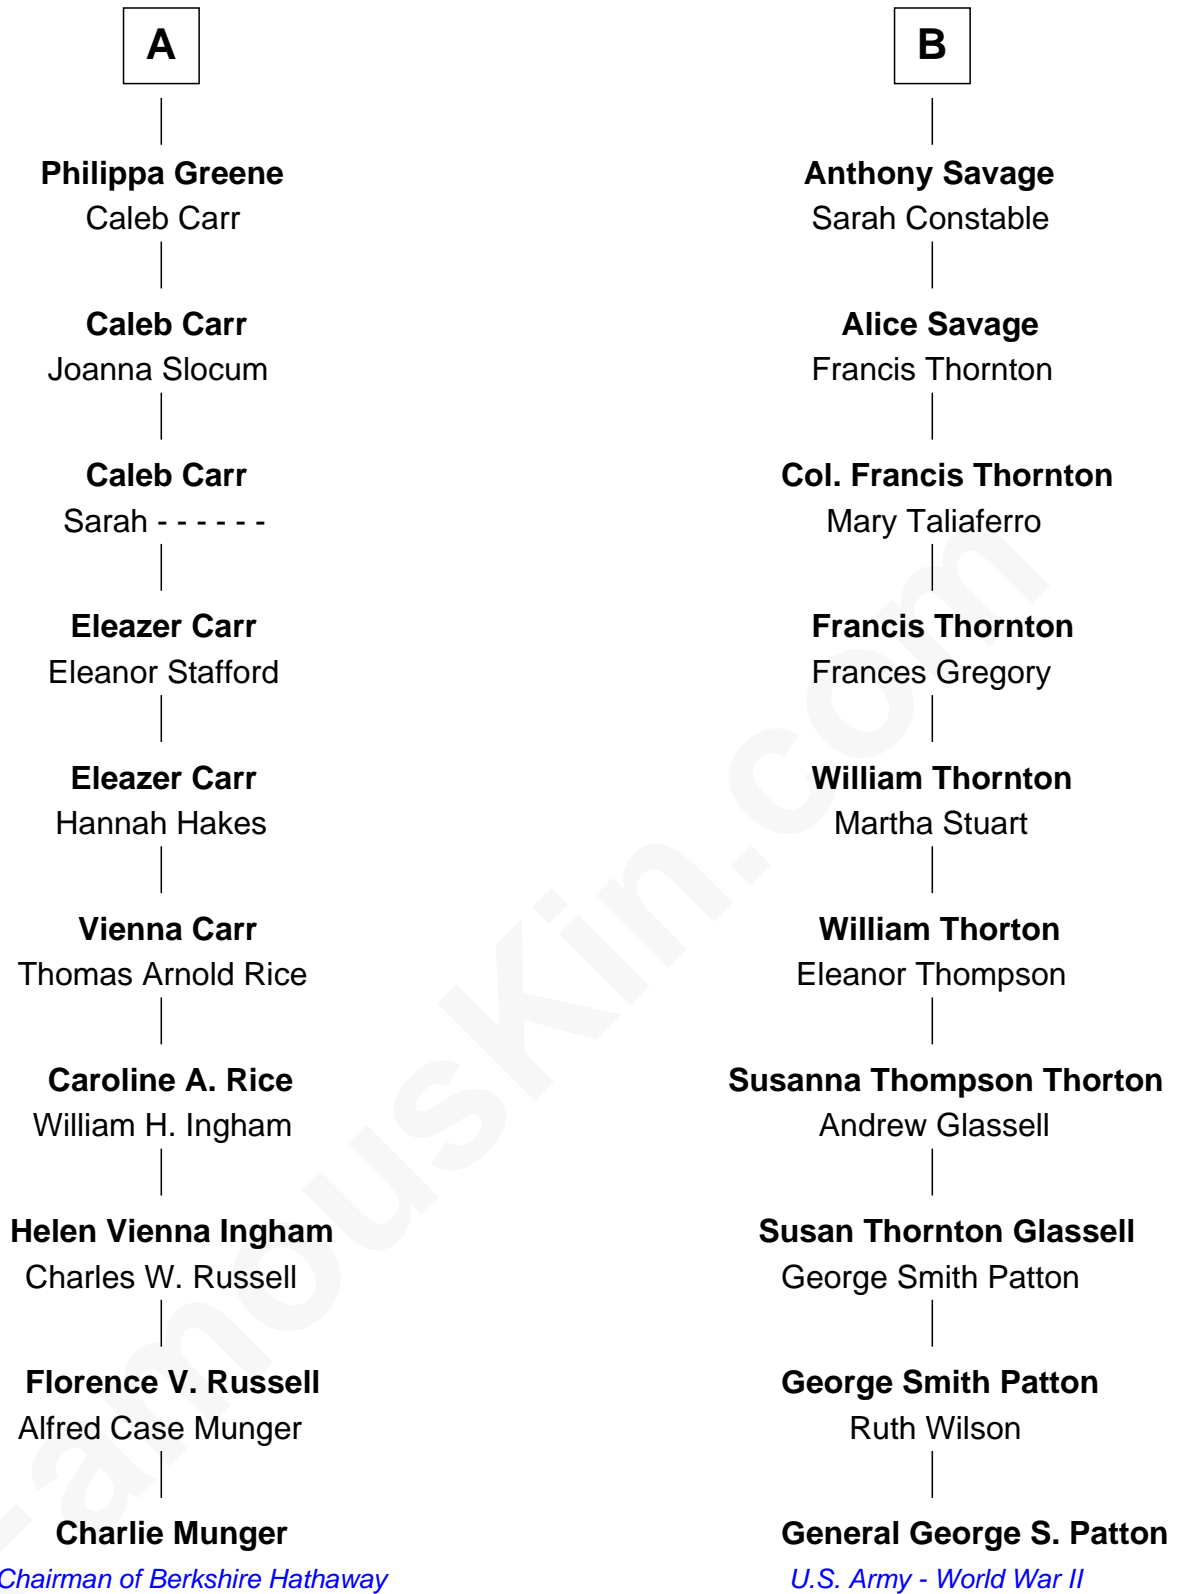 A
Philippa Greene
Caleb Carr
Caleb Carr
Joanna Slocum
Caleb Carr
Sarah - - - - - -
Eleazer Carr
Eleanor Stafford
Eleazer Carr
Hannah Hakes
Vienna Carr
Thomas Arnold Rice
Caroline A. Rice
William H. Ingham
Helen Vienna Ingham
Charles W. Russell
Florence V. Russell
Alfred Case Munger
Charlie Munger
Chairman of Berkshire Hathaway
B
Anthony Savage
Sarah Constable
Alice Savage
Francis Thornton
Col. Francis Thornton
Mary Taliaferro
Francis Thornton
Frances Gregory
William Thornton
Martha Stuart
William Thorton
Eleanor Thompson
Susanna Thompson Thorton
Andrew Glassell
Susan Thornton Glassell
George Smith Patton
George Smith Patton
Ruth Wilson
General George S. Patton
U.S. Army - World War II
FamousKin.com